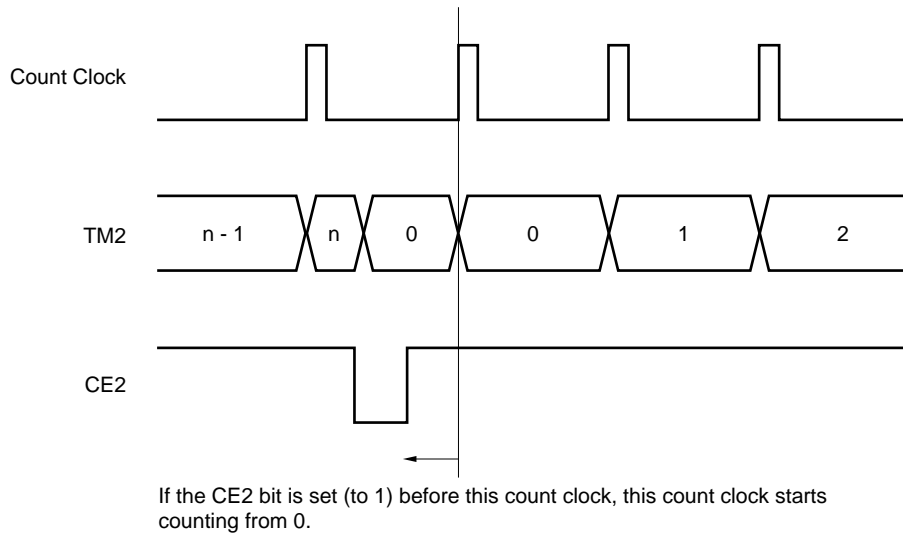 Count Clock
TM2
n - 1
n
0
0
1
2
CE2
If the CE2 bit is set (to 1) before this count clock, this count clock starts
counting from 0.